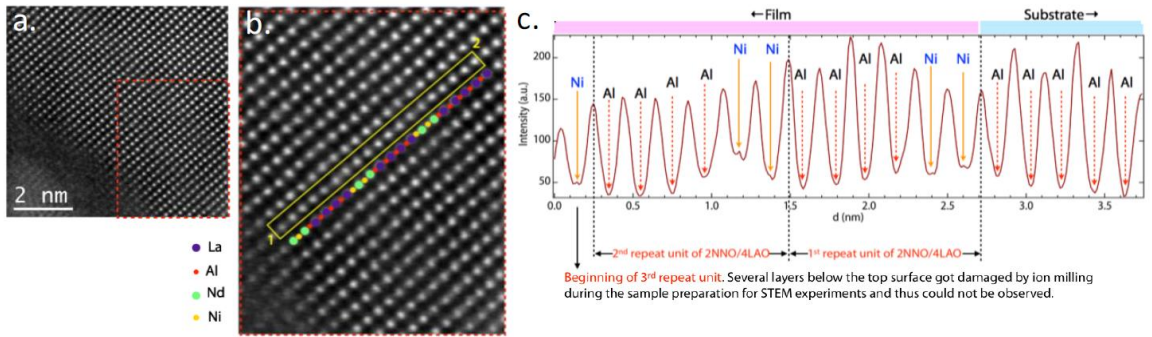 a.
2 nm
La
Al
Nd
Ni
b.
1
2
c.
←Film
Substrate→
Intensity (a.u.)
200
150
100
50
Ni
Al
Al
Al
Al
Ni
Ni
Al
Al
Al
Al
Ni
Ni
Al
Al
Al
Al
Al
0.0
0.5
1.0
1.5
2.0
2.5
3.0
3.5
d (nm)
2nd repeat unit of 2NNO/4LAO
1st repeat unit of 2NNO/4LAO
Beginning of 3rd repeat unit. Several layers below the top surface got damaged by ion milling
during the sample preparation for STEM experiments and thus could not be observed.